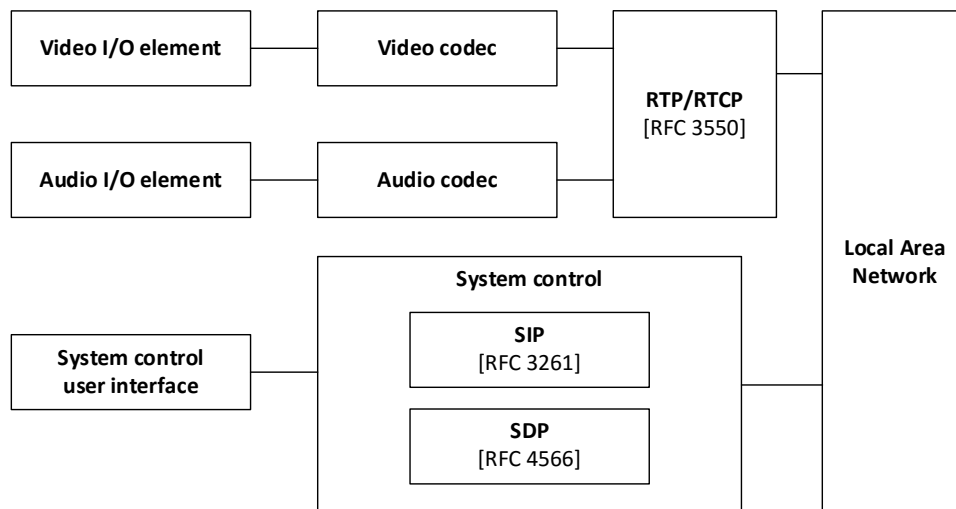 Video I/O element
Video codec
RTP/RTCP
[RFC 3550]
Audio I/O element
Audio codec
Local Area
Network
System control
SIP
[RFC 3261]
System control
user interface
SDP
[RFC 4566]